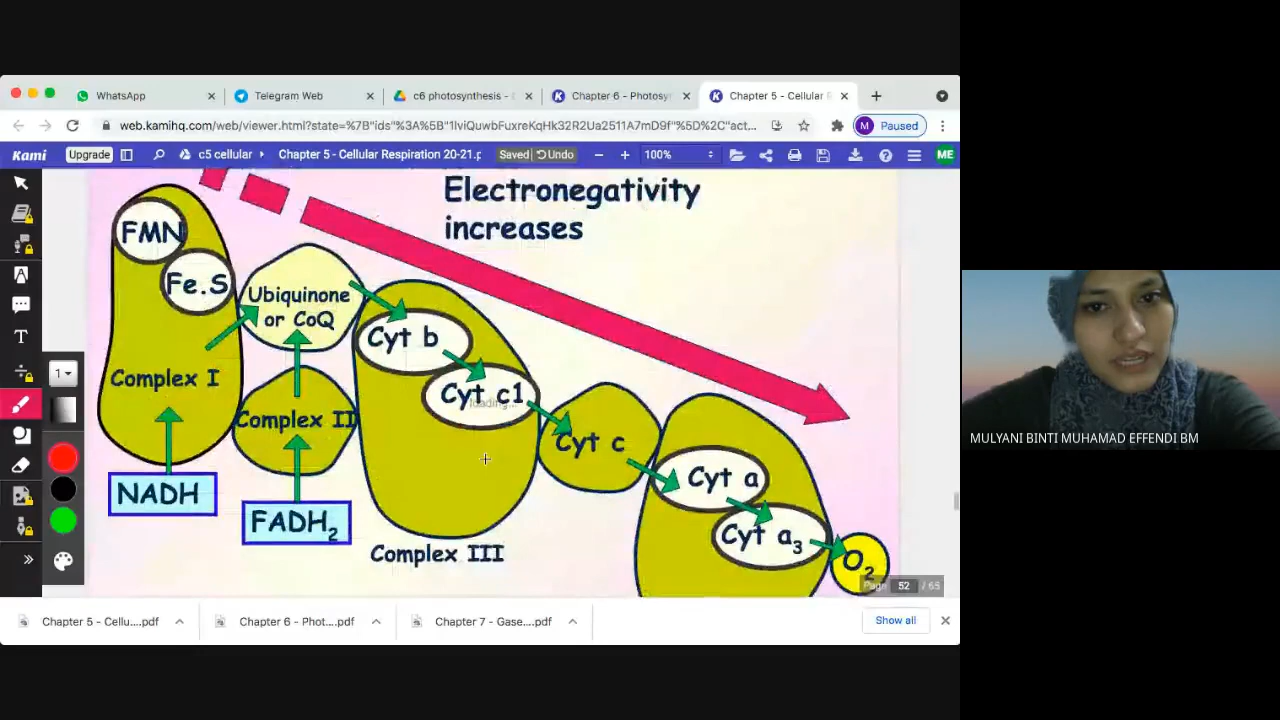 WhatsApp
Telegram Web
c6 photosynthesis -
Chapter 6 - Photosy
Chapter 5 - Cellular R
web.kamihq.com/web/viewer.html?state=%7B"ids"%3A%5B"1lviQuwbFuxreKqHk32R2Ua2511A7mD9f"%5D%2C"act...
M Paused
Kami
Upgrade
c5 cellular
Chapter 5 - Cellular Respiration 20-21.p
Saved Undo
100%
ME
Electronegativity
increases
FMN
Fe.S
Ubiquinone
or CoQ
Cyt b
Complex I
Cyt c1
loading...
Complex II
Cyt c
Cyt a
NADH
FADH2
Cyt a3
Complex III
O2
Page 52 / 65
1
T
MULYANI BINTI MUHAMAD EFFENDI BM
Chapter 5 - Cellu....pdf
Chapter 6 - Phot....pdf
Chapter 7 - Gase....pdf
Show all